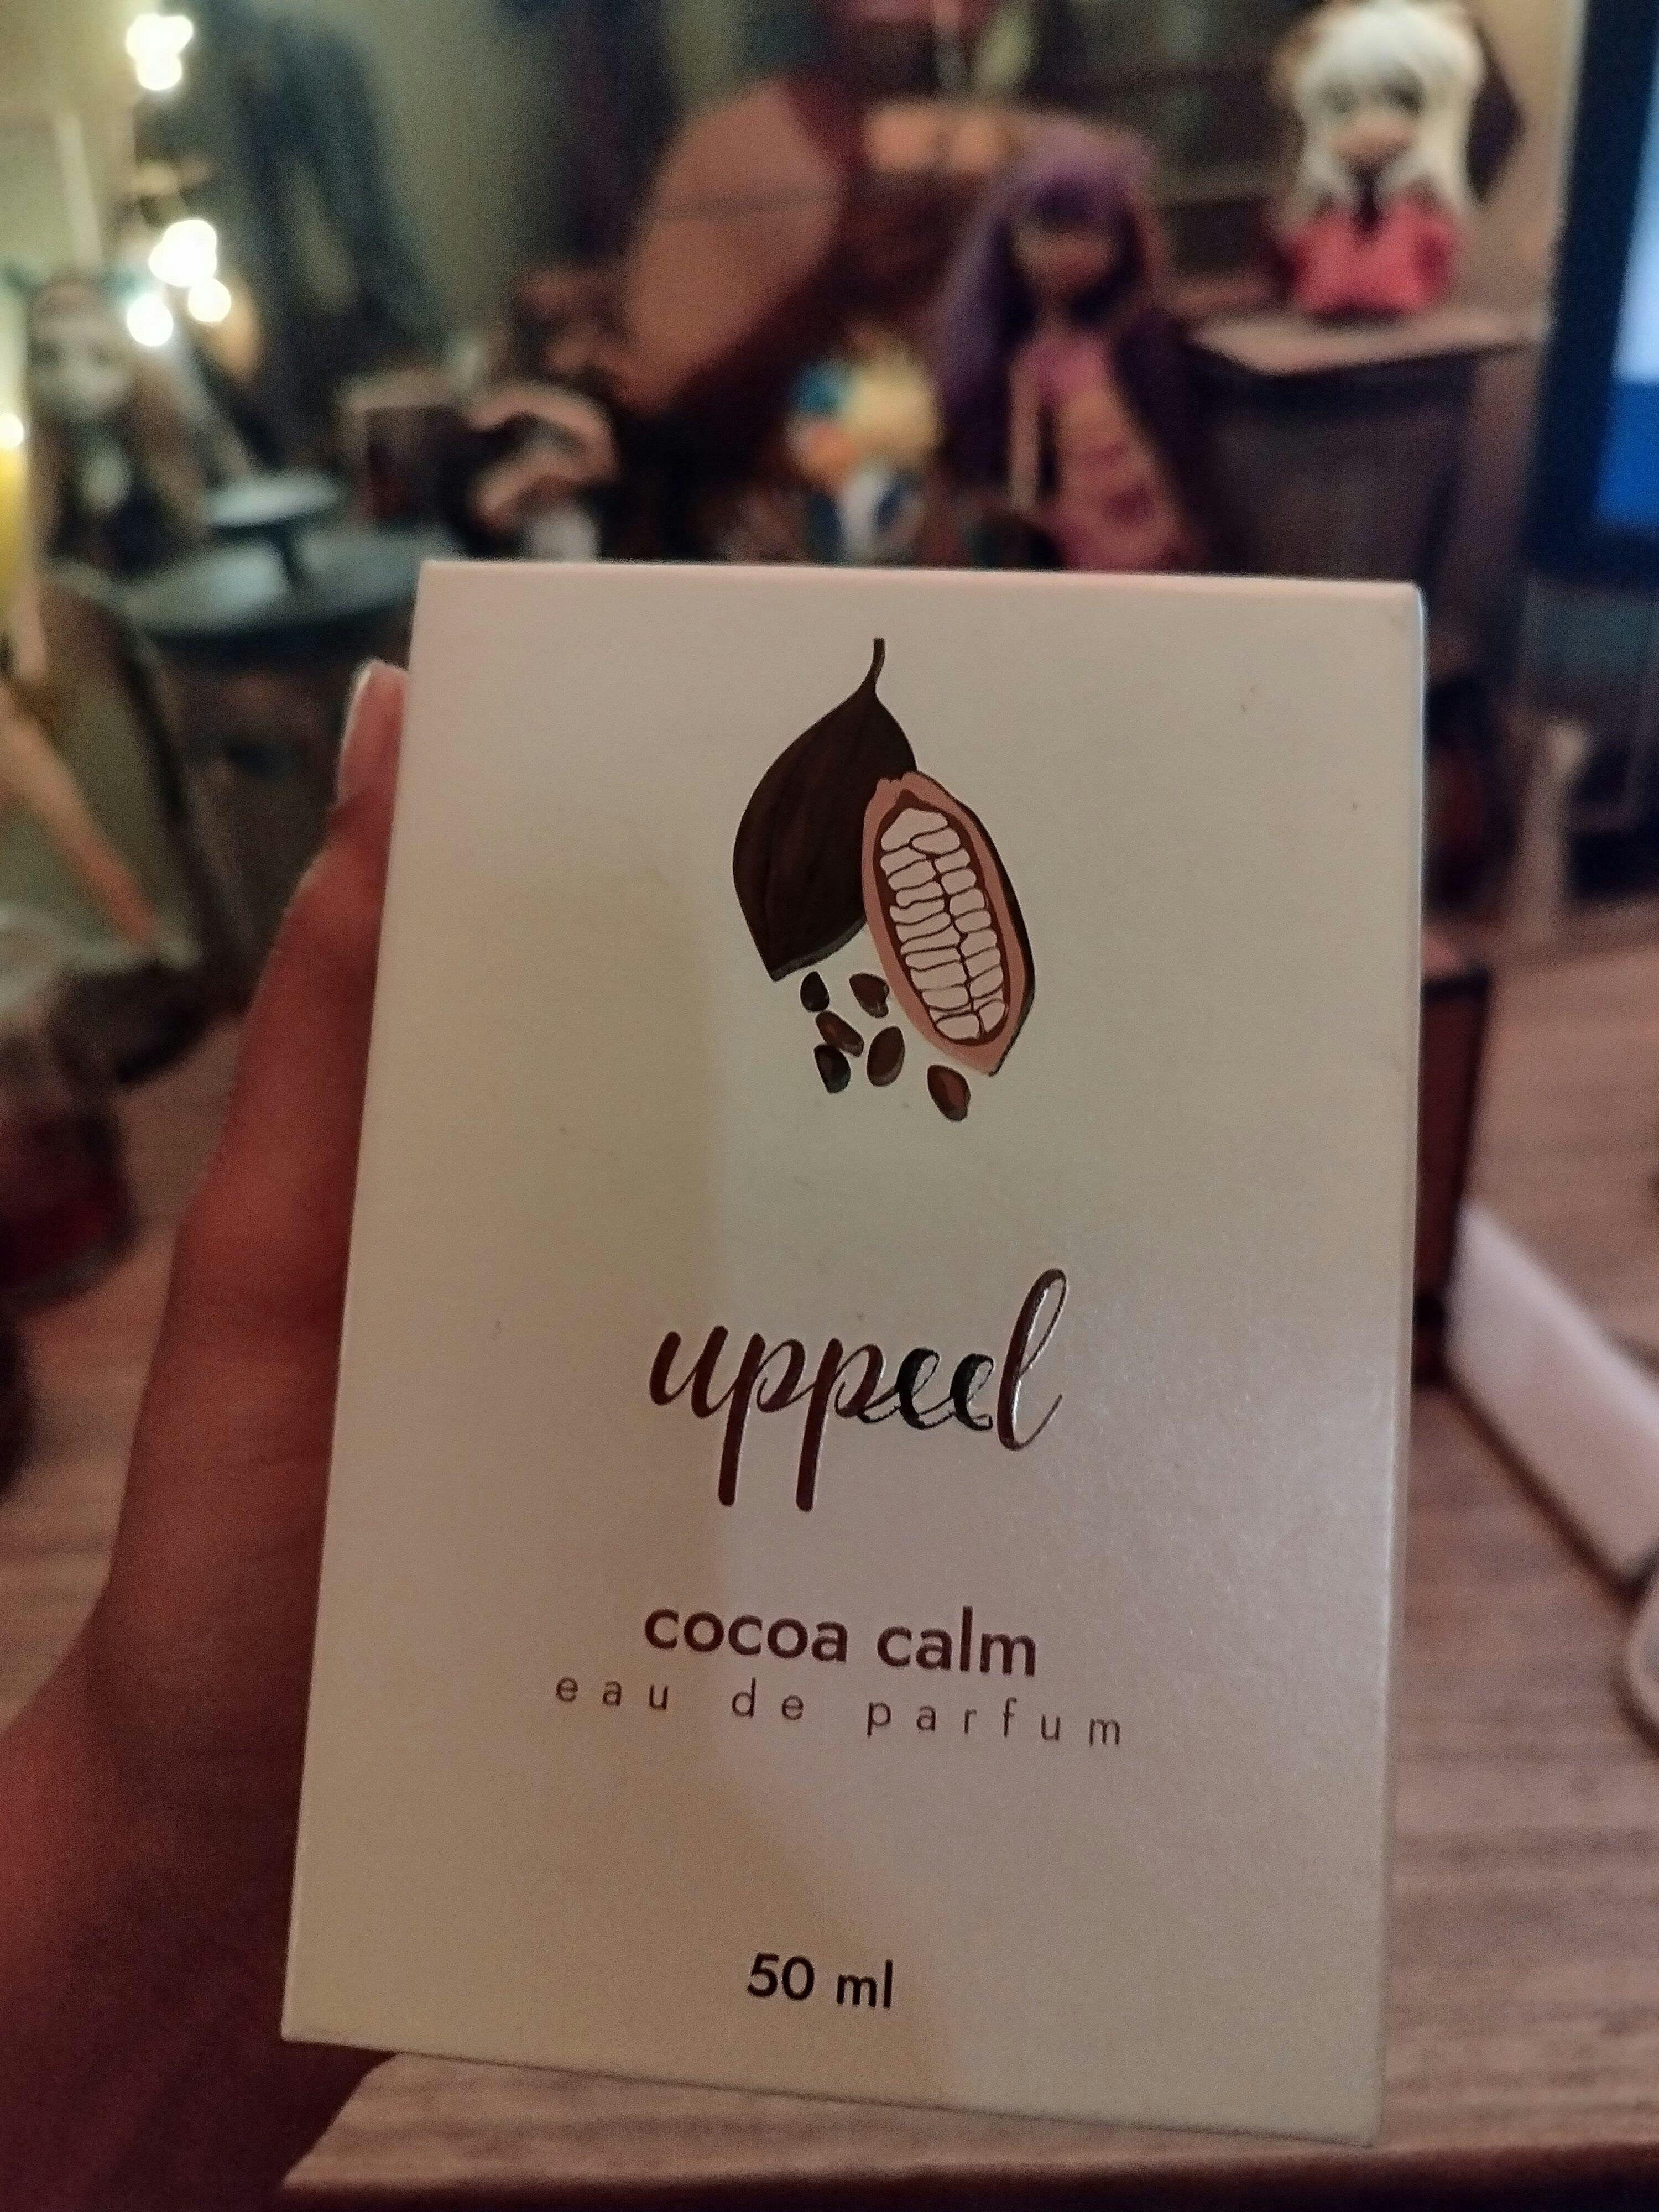 uppeel
cocoa calm
eau de parfum
50 ml